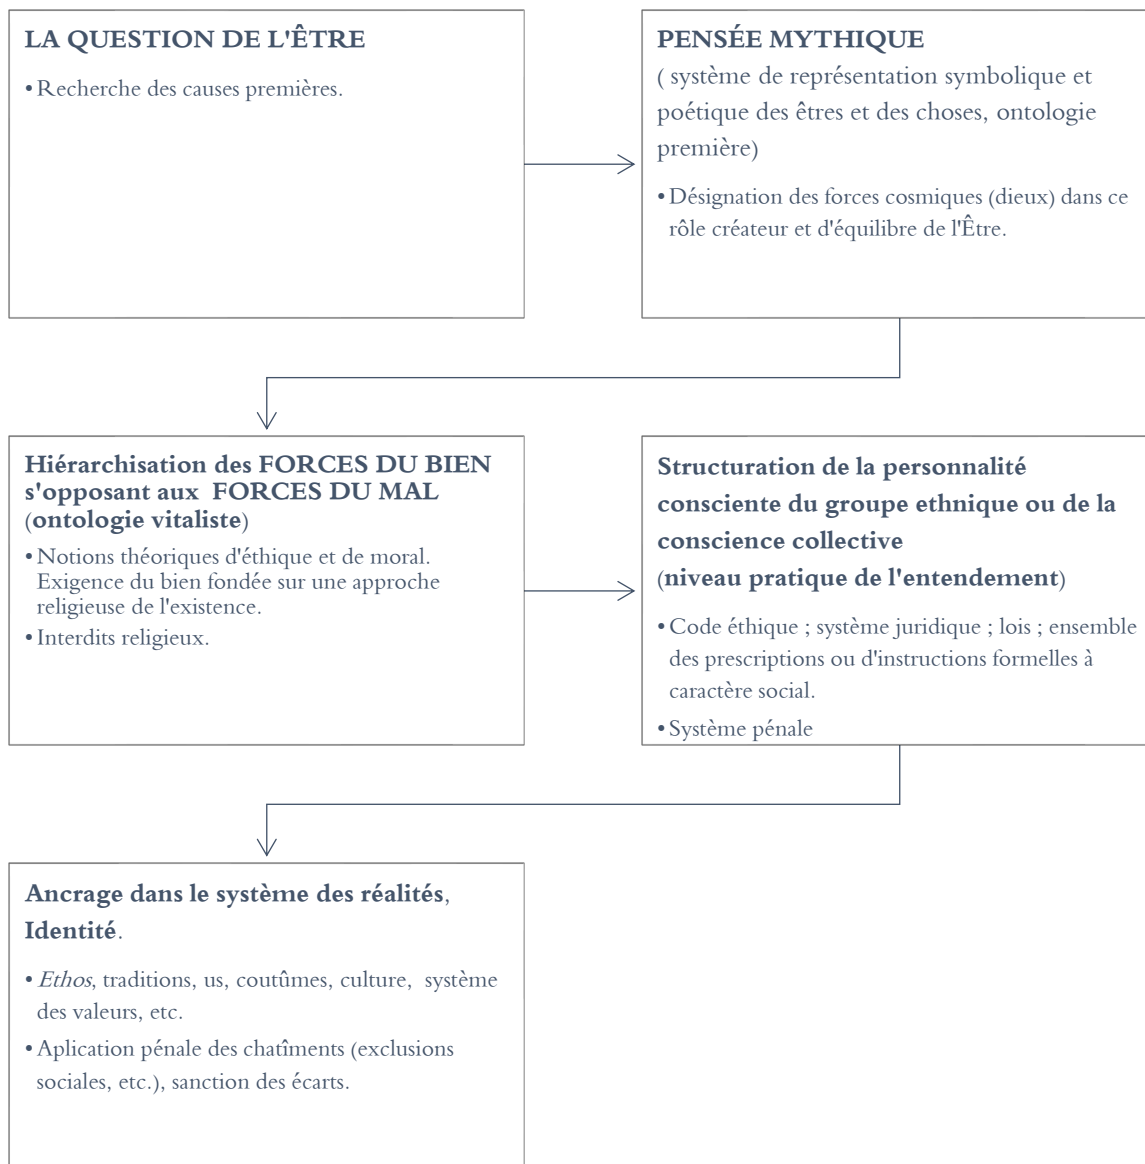 LA QUESTION DE L'ÊTRE
• Recherche des causes premières.
PENSÉE MYTHIQUE
( système de représentation symbolique et
poétique des êtres et des choses, ontologie
première)
• Désignation des forces cosmiques (dieux) dans ce
rôle créateur et d'équilibre de l'Être.
Hiérarchisation des FORCES DU BIEN
s'opposant aux FORCES DU MAL
(ontologie vitaliste)
• Notions théoriques d'éthique et de moral.
Exigence du bien fondée sur une approche
religieuse de l'existence.
• Interdits religieux.
Structuration de la personnalité
consciente du groupe ethnique ou de la
conscience collective
(niveau pratique de l'entendement)
• Code éthique ; système juridique ; lois ; ensemble
des prescriptions ou d'instructions formelles à
caractère social.
• Système pénale
Ancrage dans le système des réalités,
Identité.
• Ethos, traditions, us, coutûmes, culture, système
des valeurs, etc.
• Aplication pénale des chatîments (exclusions
sociales, etc.), sanction des écarts.